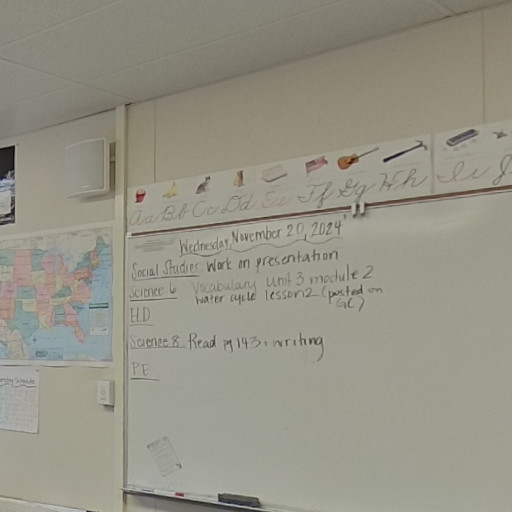 Aa Bb Cc Dd Ee Ff Gg Hh Ii
Wednesday, November 20, 2024
Social Studies Work on presentation
Science 6 Vocabulary Unit 3 module 2
Water cycle lesson 2 (posted on
GC)
H.D
Science 8 Read pg 143 + writing
P.E